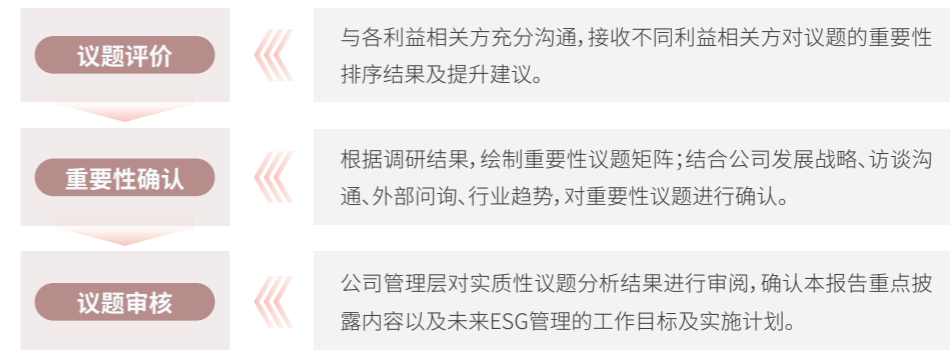 议题评价
与各利益相关方充分沟通,接收不同利益相关方对议题的重要性
排序结果及提升建议。
重要性确认
根据调研结果,绘制重要性议题矩阵;结合公司发展战略、访谈沟
通、外部问询、行业趋势,对重要性议题进行确认。
议题审核
公司管理层对实质性议题分析结果进行审阅,确认本报告重点披
露内容以及未来ESG管理的工作目标及实施计划。